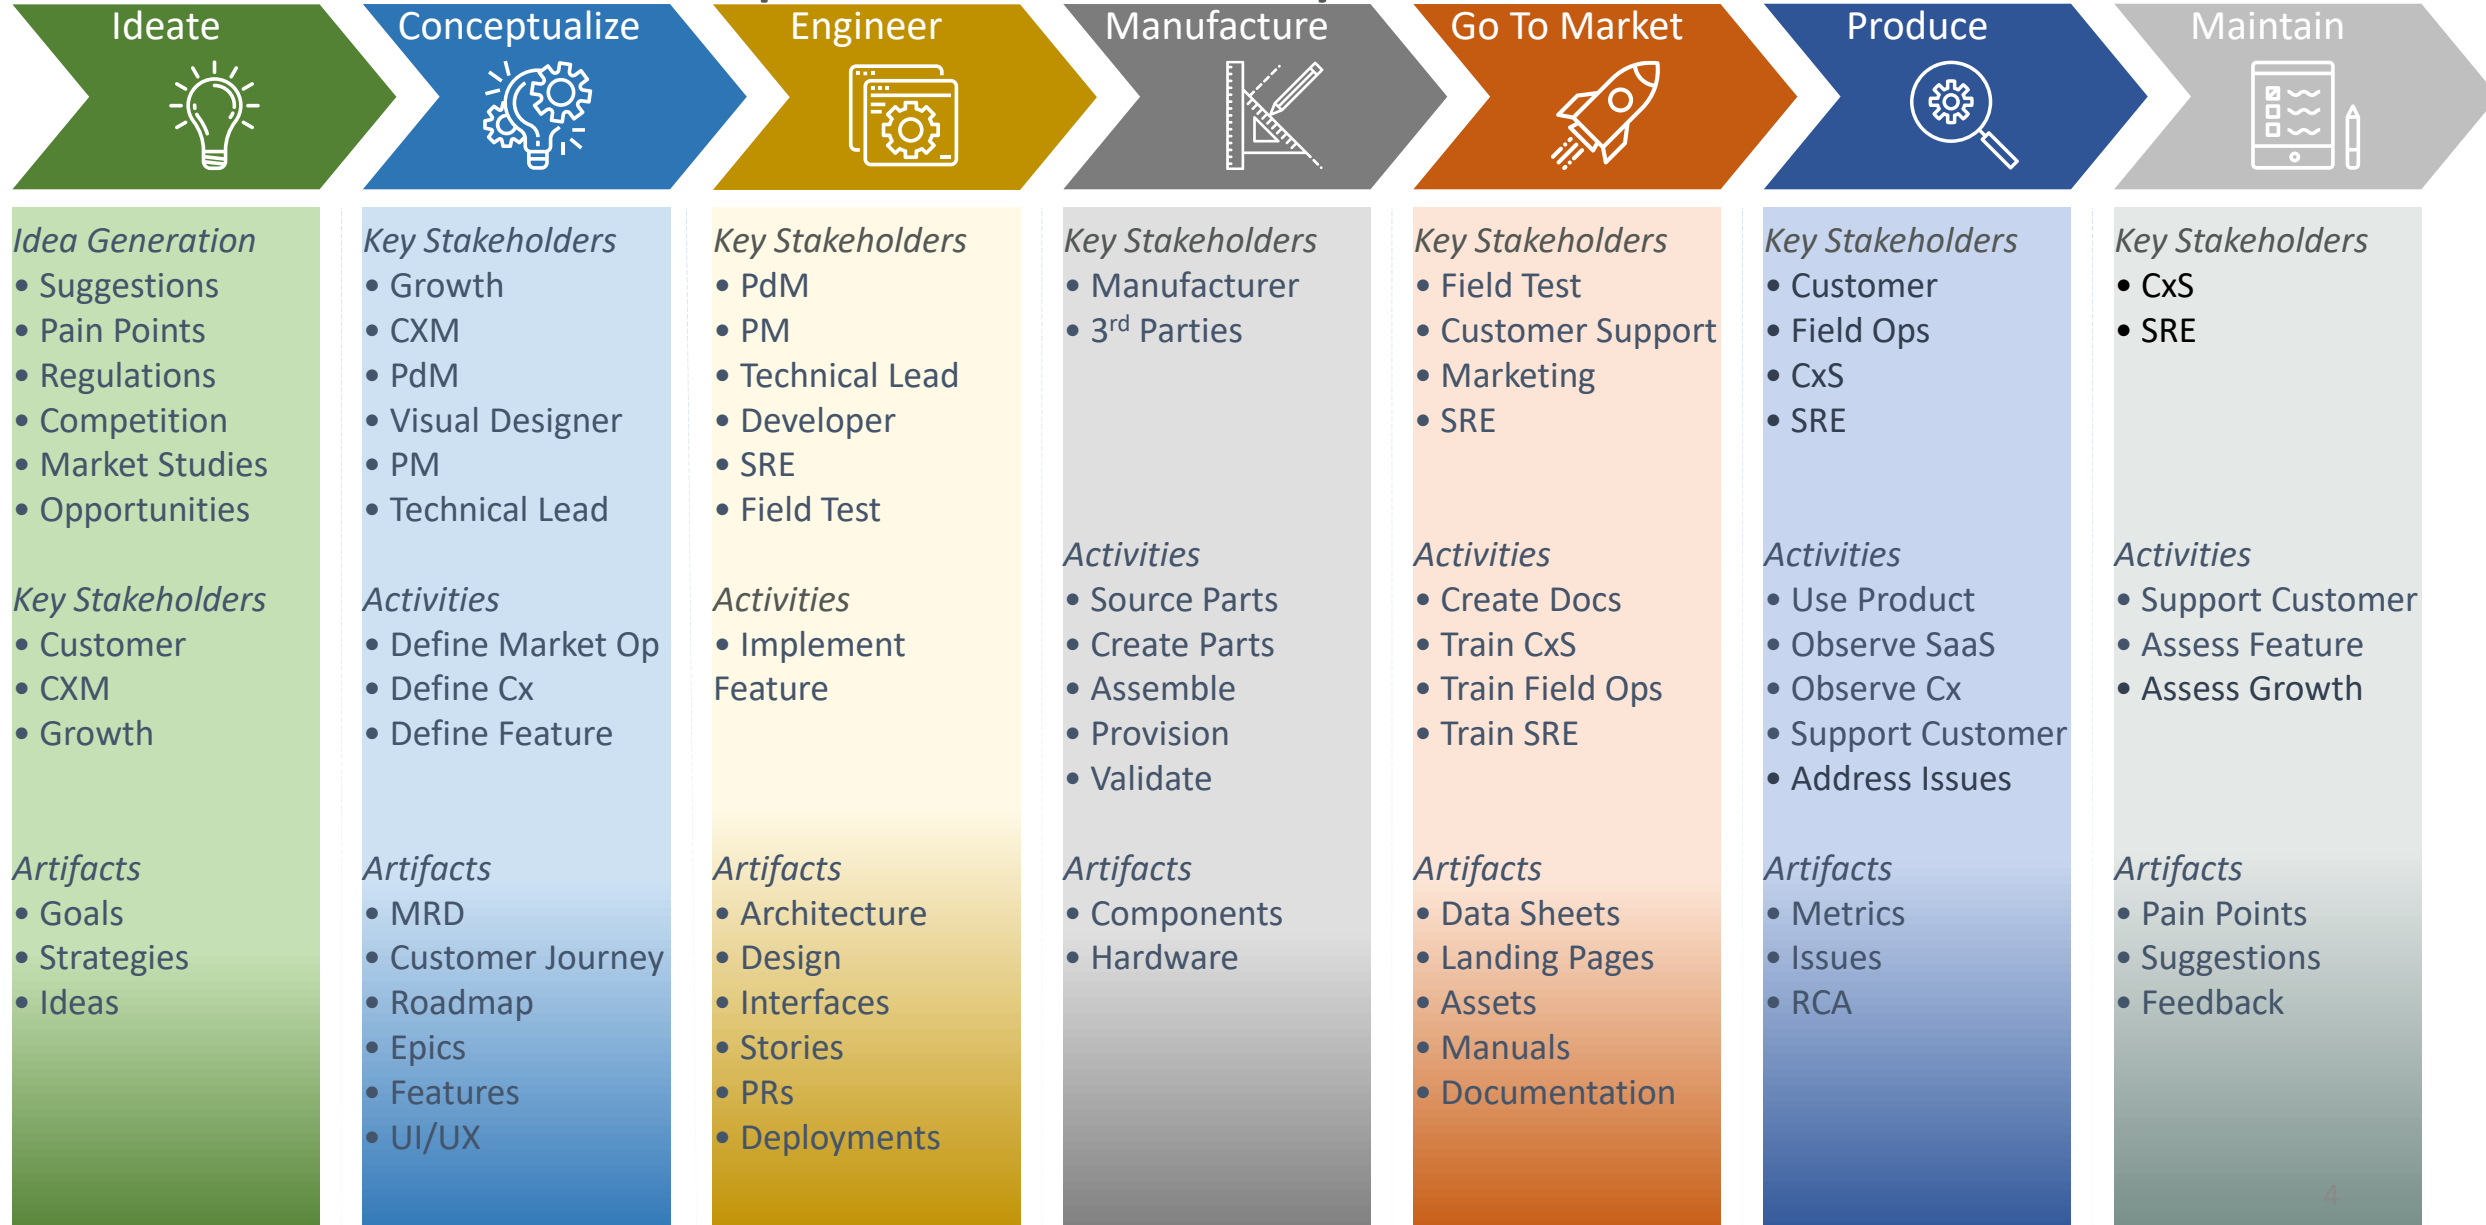 Ideate
Conceptualize
Engineer
Manufacture
Go To Market
Produce
Maintain
Idea Generation
• Suggestions
• Pain Points
• Regulations
• Competition
• Market Studies
• Opportunities
Key Stakeholders
• Customer
• CXM
• Growth
Artifacts
• Goals
• Strategies
• Ideas
Key Stakeholders
• Growth
• CXM
• PdM
• Visual Designer
• PM
• Technical Lead
Activities
• Define Market Op
• Define Cx
• Define Feature
Artifacts
• MRD
• Customer Journey
• Roadmap
• Epics
• Features
• UI/UX
Key Stakeholders
• PdM
• PM
• Technical Lead
• Developer
• SRE
• Field Test
Activities
• Implement
Feature
Artifacts
• Architecture
• Design
• Interfaces
• Stories
• PRs
• Deployments
Key Stakeholders
• Manufacturer
• 3rd Parties
Activities
• Source Parts
• Create Parts
• Assemble
• Provision
• Validate
Artifacts
• Components
• Hardware
Key Stakeholders
• Field Test
• Customer Support
• Marketing
• SRE
Activities
• Create Docs
• Train CxS
• Train Field Ops
• Train SRE
Artifacts
• Data Sheets
• Landing Pages
• Assets
• Manuals
• Documentation
Key Stakeholders
• Customer
• Field Ops
• CxS
• SRE
Activities
• Use Product
• Observe SaaS
• Observe Cx
• Support Customer
• Address Issues
Artifacts
• Metrics
• Issues
• RCA
Key Stakeholders
• CxS
• SRE
Activities
• Support Customer
• Assess Feature
• Assess Growth
Artifacts
• Pain Points
• Suggestions
• Feedback
4